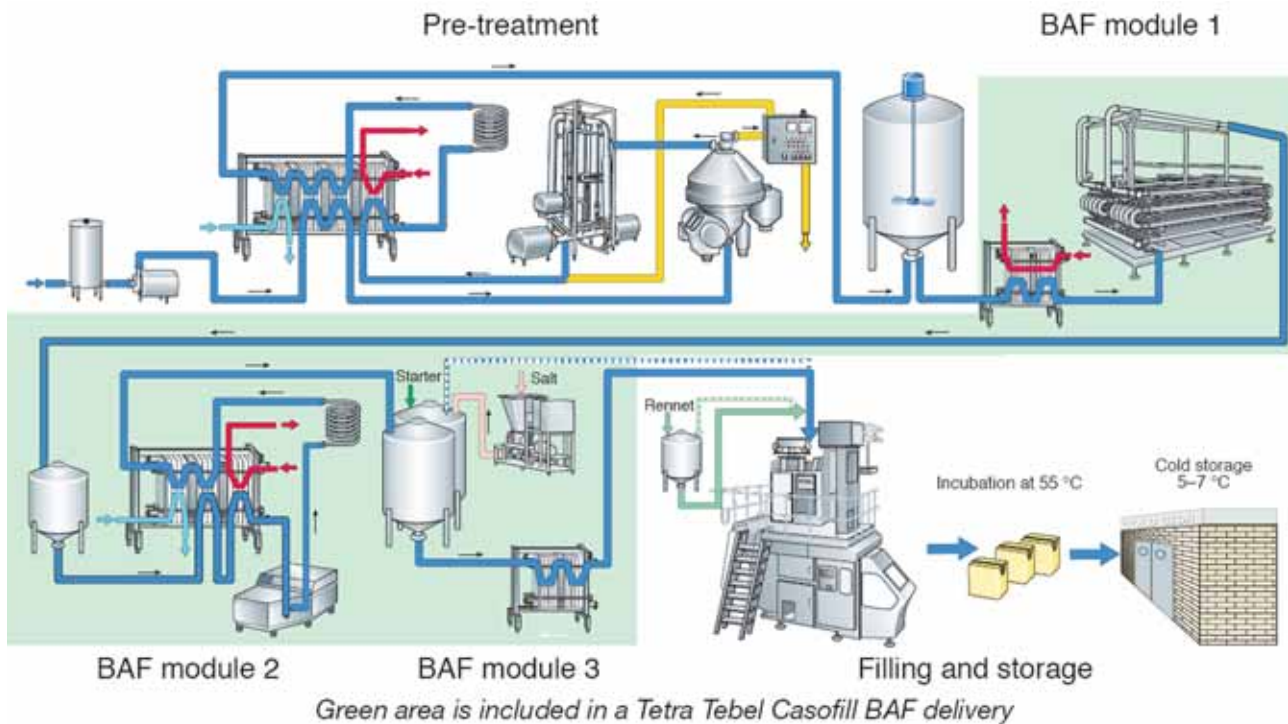 Pre-treatment
BAF module 1
Starter
Salt
Rennet
Incubation at 55 °C
Cold storage
5–7 °C
BAF module 2
BAF module 3
Filling and storage
Green area is included in a Tetra Tebel Casofill BAF delivery